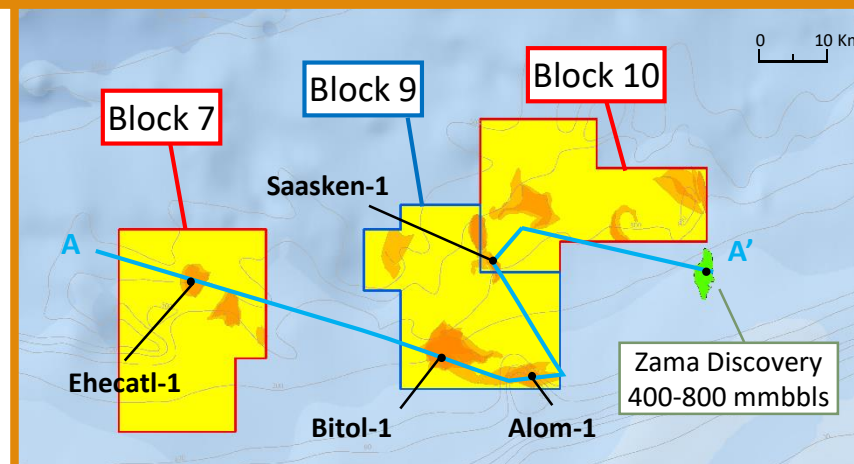 0 10 Km
Block 10
Block 9
Block 7
Saasken-1
A
A’
Ehecatl-1
Zama Discovery
400-800 mmbbls
Bitol-1
Alom-1